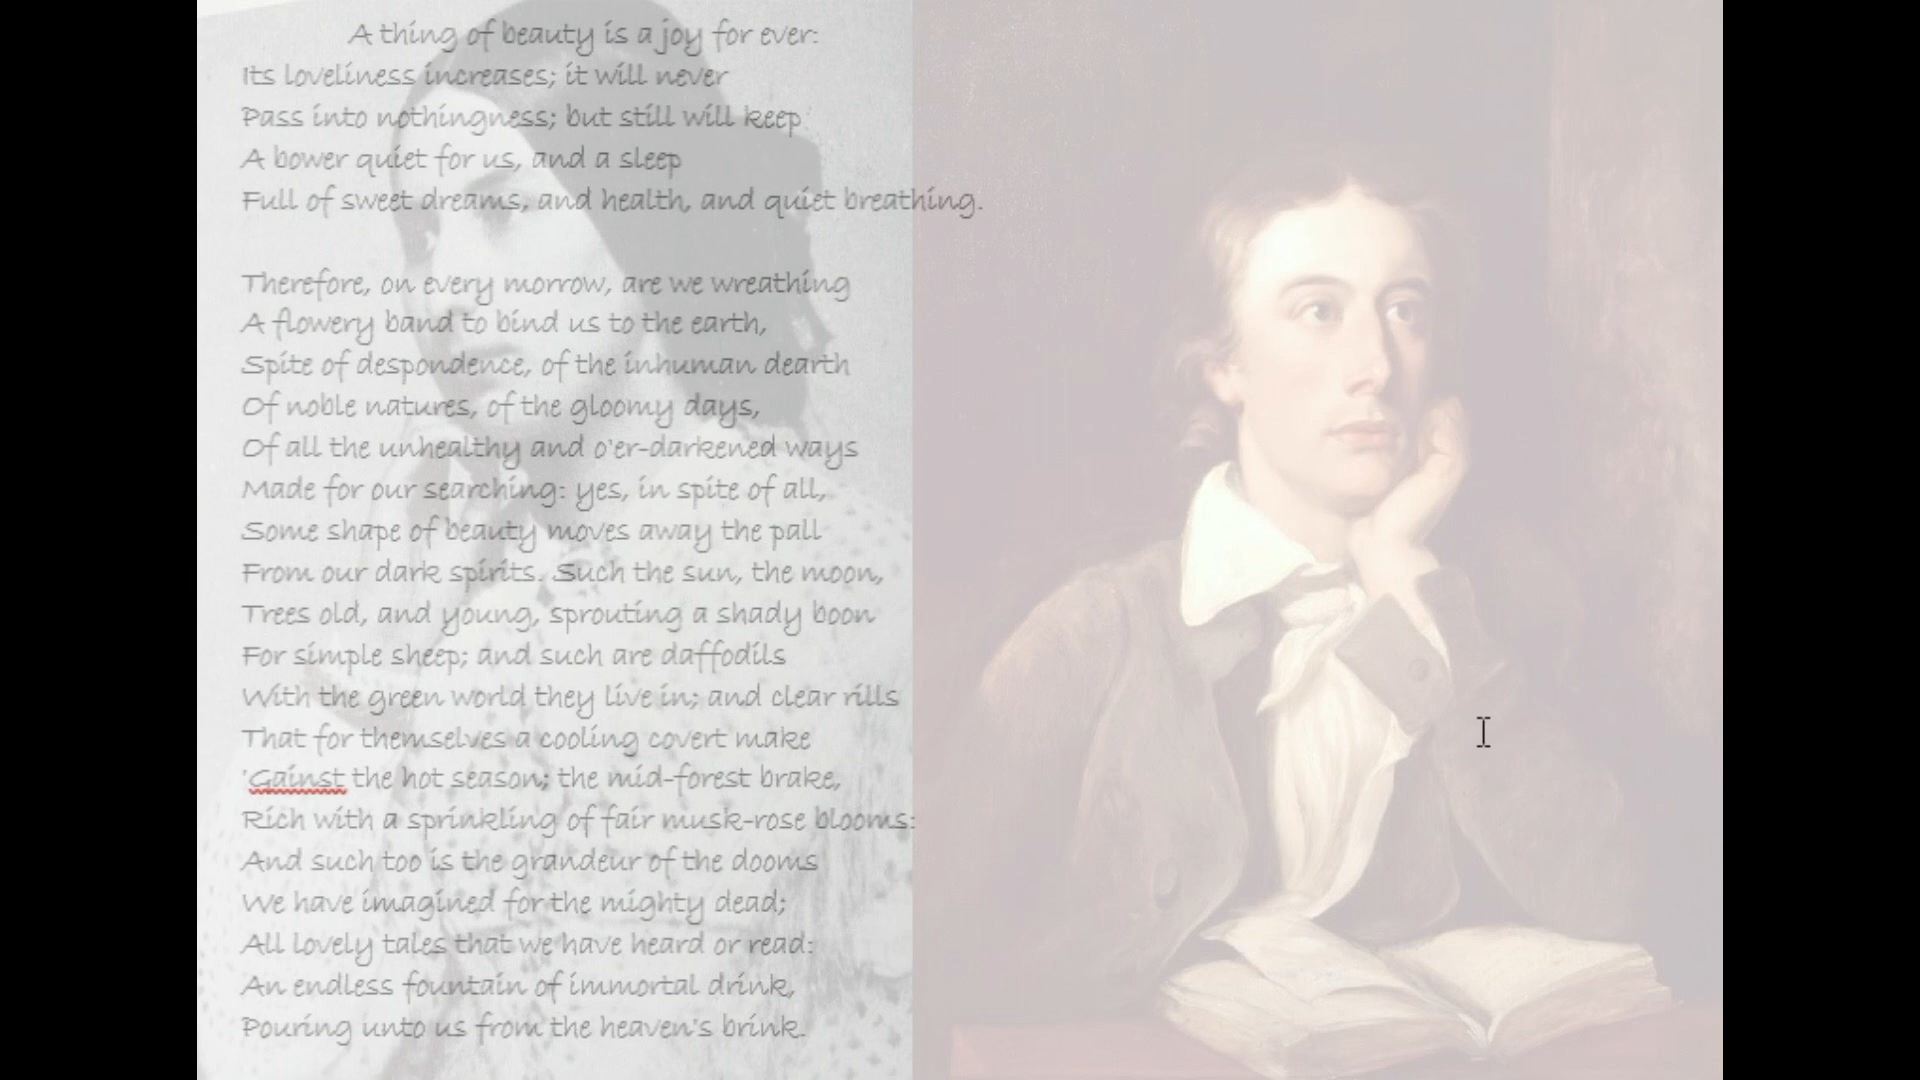 A thing of beauty is a joy for ever:
Its loveliness increases; it will never
Pass into nothingness; but still will keep
A bower quiet for us, and a sleep
Full of sweet dreams, and health, and quiet breathing.
Therefore, on every morrow, are we wreathing
A flowery band to bind us to the earth,
Spite of despondence, of the inhuman dearth
Of noble natures, of the gloomy days,
Of all the unhealthy and o'er-darkened ways
Made for our searching: yes, in spite of all,
Some shape of beauty moves away the pall
From our dark spirits. Such the sun, the moon,
Trees old, and young, sprouting a shady boon
For simple sheep; and such are daffodils
With the green world they live in; and clear rills
That for themselves a cooling covert make
'Gainst the hot season; the mid-forest brake,
Rich with a sprinkling of fair musk-rose blooms:
And such too is the grandeur of the dooms
We have imagined for the mighty dead;
All lovely tales that we have heard or read:
An endless fountain of immortal drink,
Pouring unto us from the heaven's brink.